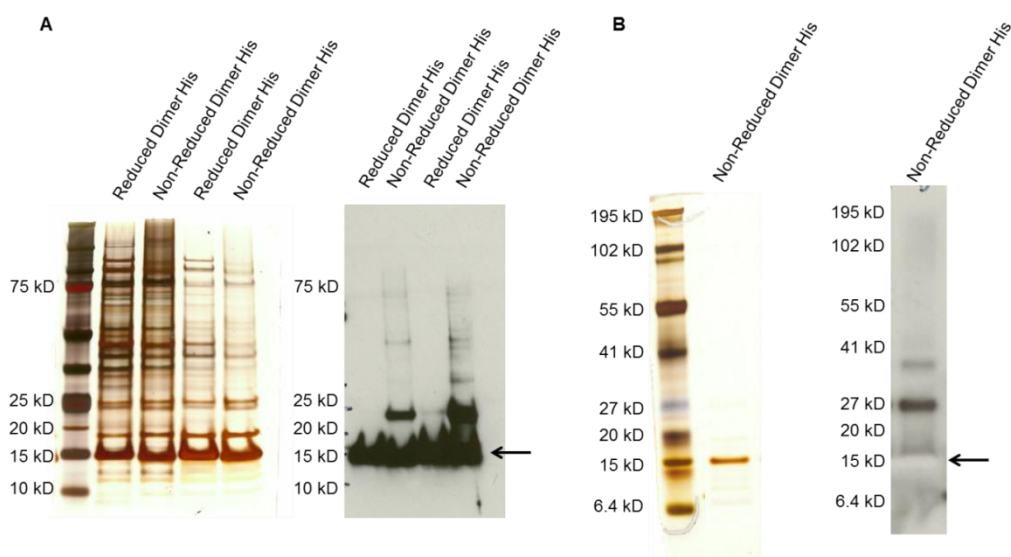 A
Reduced Dimer His
Non-Reduced Dimer His
Reduced Dimer His
Non-Reduced Dimer His
75 kD
25 kD
20 kD
15 kD
10 kD
Reduced Dimer His
Non-Reduced Dimer His
Reduced Dimer His
Non-Reduced Dimer His
75 kD
25 kD
20 kD
15 kD
10 kD
B
Non-Reduced Dimer His
195 kD
102 kD
55 kD
41 kD
27 kD
20 kD
15 kD
6.4 kD
Non-Reduced Dimer His
195 kD
102 kD
55 kD
41 kD
27 kD
20 kD
15 kD
6.4 kD